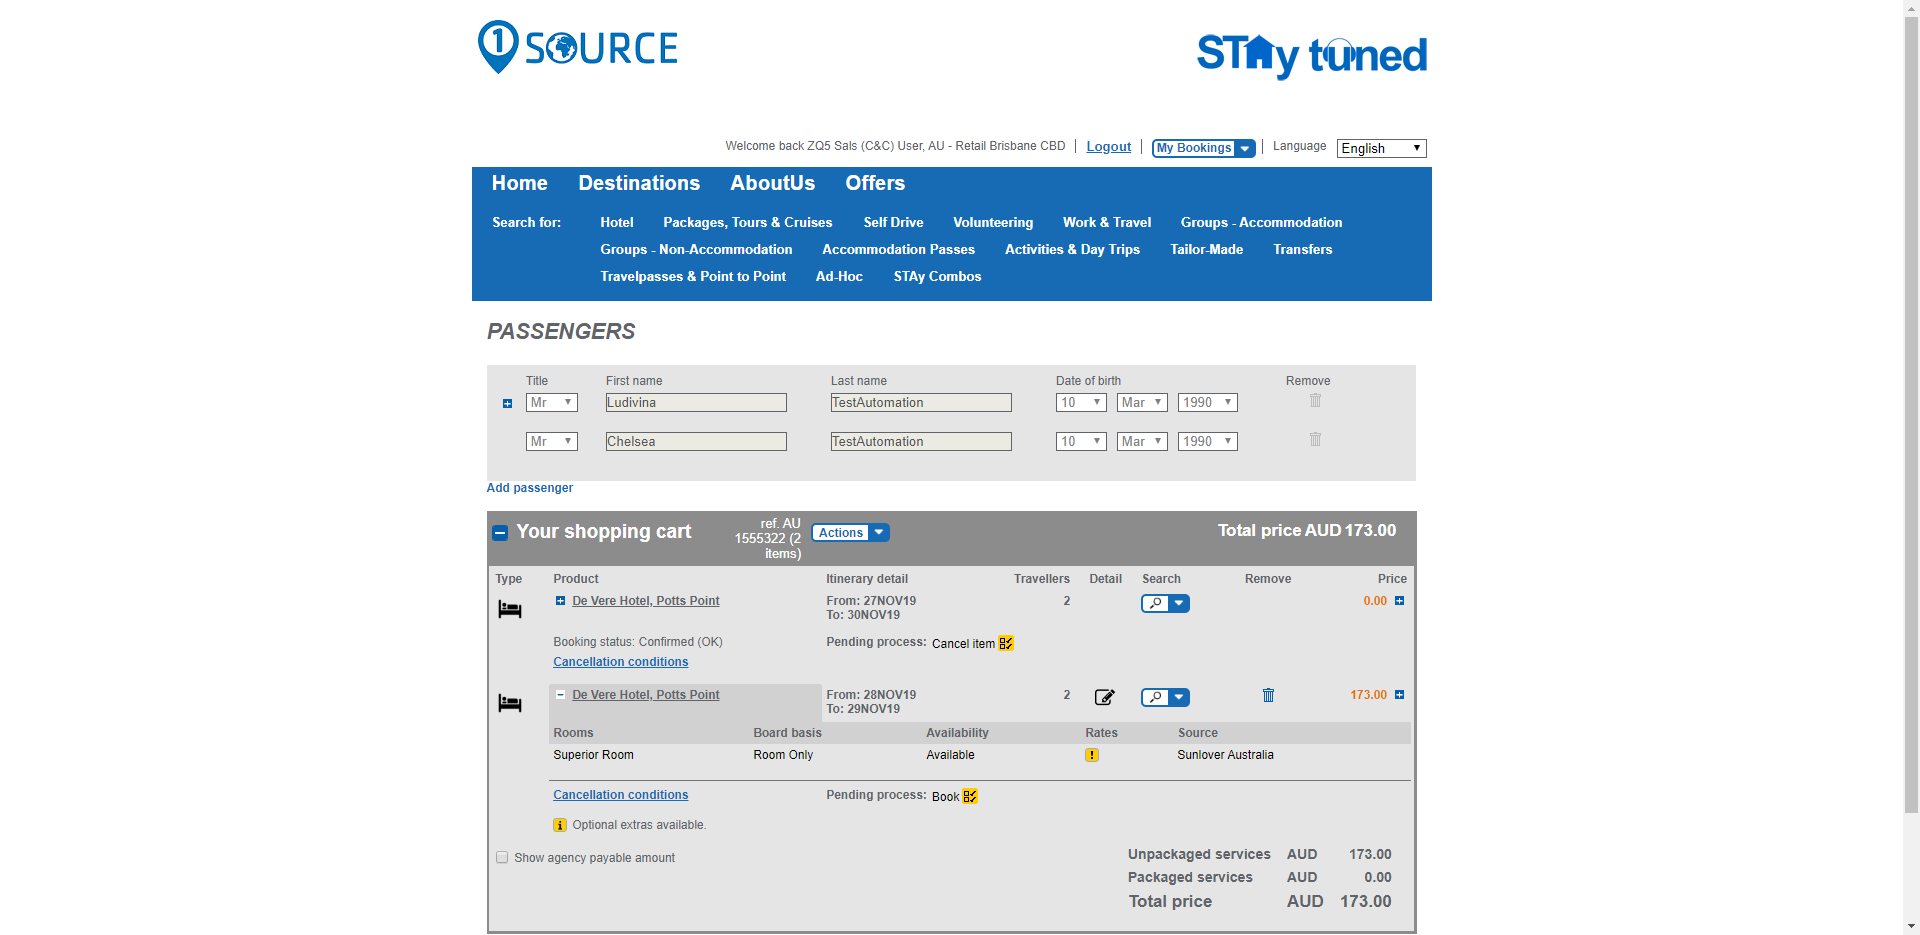 1 SOURCE
STAy tuned
Welcome back ZQ5 Sals (C&C) User, AU - Retail Brisbane CBD Logout My Bookings Language English
Home Destinations AboutUs Offers
Search for: Hotel Packages, Tours & Cruises Self Drive Volunteering Work & Travel Groups - Accommodation
Groups - Non-Accommodation Accommodation Passes Activities & Day Trips Tailor-Made Transfers
Travelpasses & Point to Point Ad-Hoc STAy Combos
PASSENGERS
Title First name Last name Date of birth Remove
Mr Ludivina TestAutomation 10 Mar 1990
Mr Chelsea TestAutomation 10 Mar 1990
Add passenger
Your shopping cart ref. AU 1555322 (2 items) Actions Total price AUD 173.00
Type Product Itinerary detail Travellers Detail Search Remove Price
De Vere Hotel, Potts Point From: 27NOV19 2 0.00
To: 30NOV19
Booking status: Confirmed (OK) Pending process: Cancel item
Cancellation conditions
De Vere Hotel, Potts Point From: 28NOV19 2 173.00
To: 29NOV19
Rooms Board basis Availability Rates Source
Superior Room Room Only Available ! Sunlover Australia
Cancellation conditions Pending process: Book
i Optional extras available.
Show agency payable amount
Unpackaged services AUD 173.00
Packaged services AUD 0.00
Total price AUD 173.00